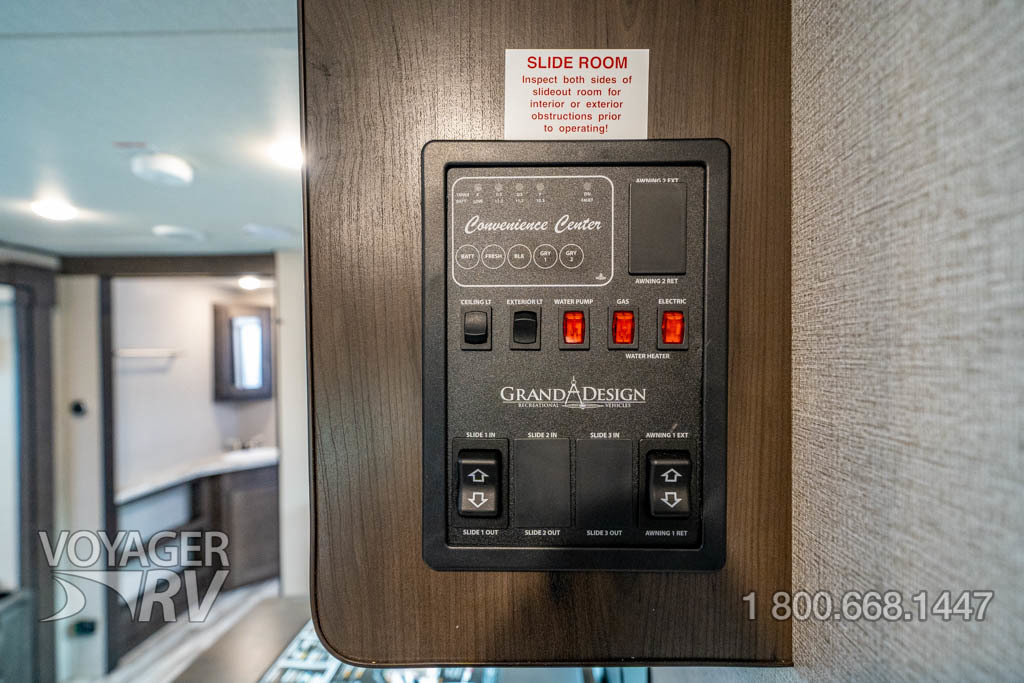 SLIDE ROOM
Inspect both sides of
slideout room for
interior or exterior
obstructions prior
to operating!
AWNING 2 EXT
Convenience Center
BATT FRESH BLK GRY 1 GRY 2
AWNING 2 RET
CEILING LT EXTERIOR LT WATER PUMP GAS ELECTRIC
WATER HEATER
GRAND DESIGN
RECREATIONAL VEHICLES
SLIDE 1 IN SLIDE 2 IN SLIDE 3 IN AWNING 1 EXT
SLIDE 1 OUT SLIDE 2 OUT SLIDE 3 OUT AWNING 1 RET
VOYAGER
RV
1 800.668.1447